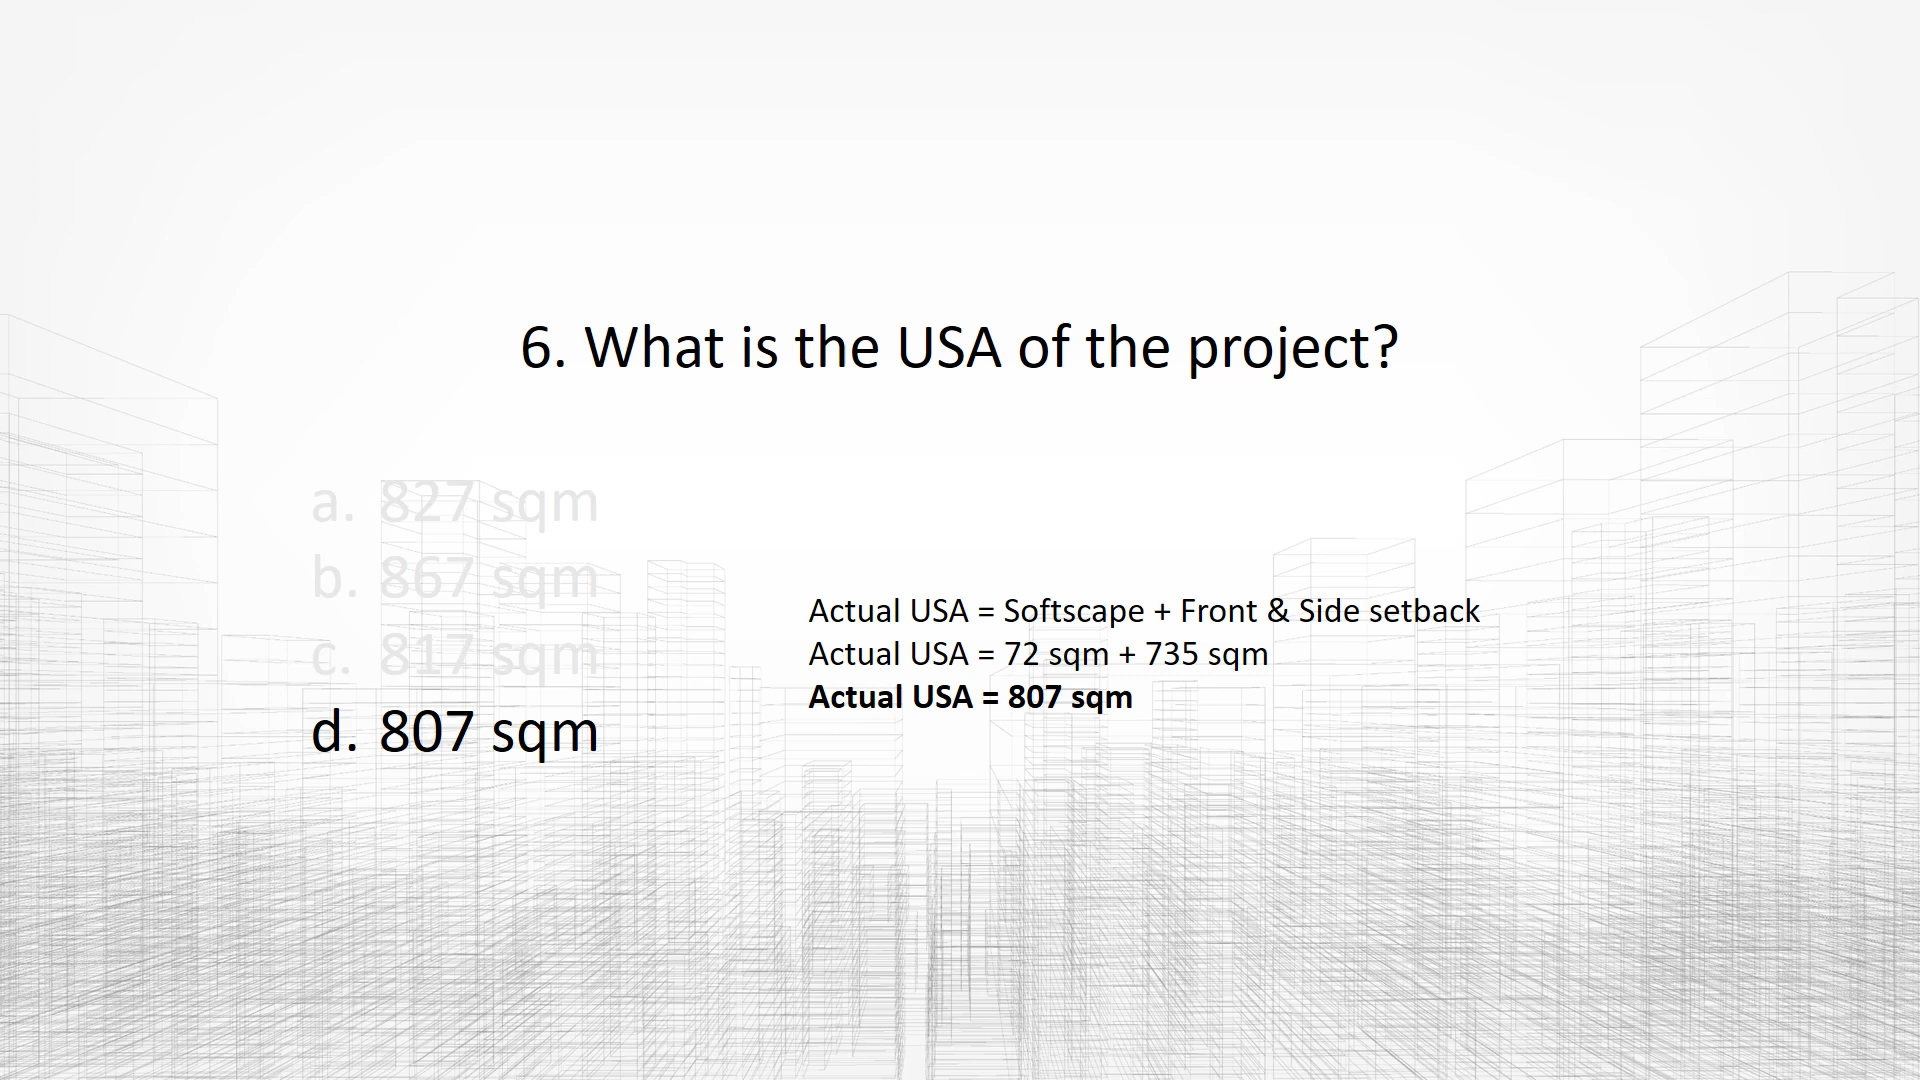 6. What is the USA of the project?
a. 827 sqm
b. 867 sqm
c. 817 sqm
d. 807 sqm
Actual USA = Softscape + Front & Side setback
Actual USA = 72 sqm + 735 sqm
Actual USA = 807 sqm